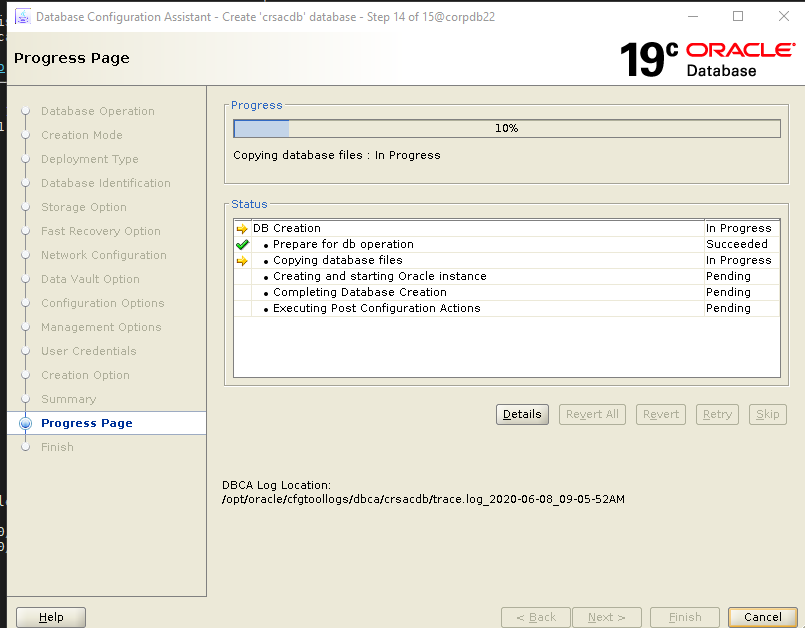 Database Configuration Assistant - Create 'crsacdb' database - Step 14 of 15@corpdb22
Progress Page
19c ORACLE
Database
Database Operation
Creation Mode
Deployment Type
Database Identification
Storage Option
Fast Recovery Option
Network Configuration
Data Vault Option
Configuration Options
Management Options
User Credentials
Creation Option
Summary
Progress Page
Finish
Progress
10%
Copying database files : In Progress
Status
DB Creation In Progress
Prepare for db operation Succeeded
Copying database files In Progress
Creating and starting Oracle instance Pending
Completing Database Creation Pending
Executing Post Configuration Actions Pending
Details Revert All Revert Retry Skip
DBCA Log Location:
/opt/oracle/cfgtoollogs/dbca/crsacdb/trace.log_2020-06-08_09-05-52AM
Help < Back Next > Finish Cancel